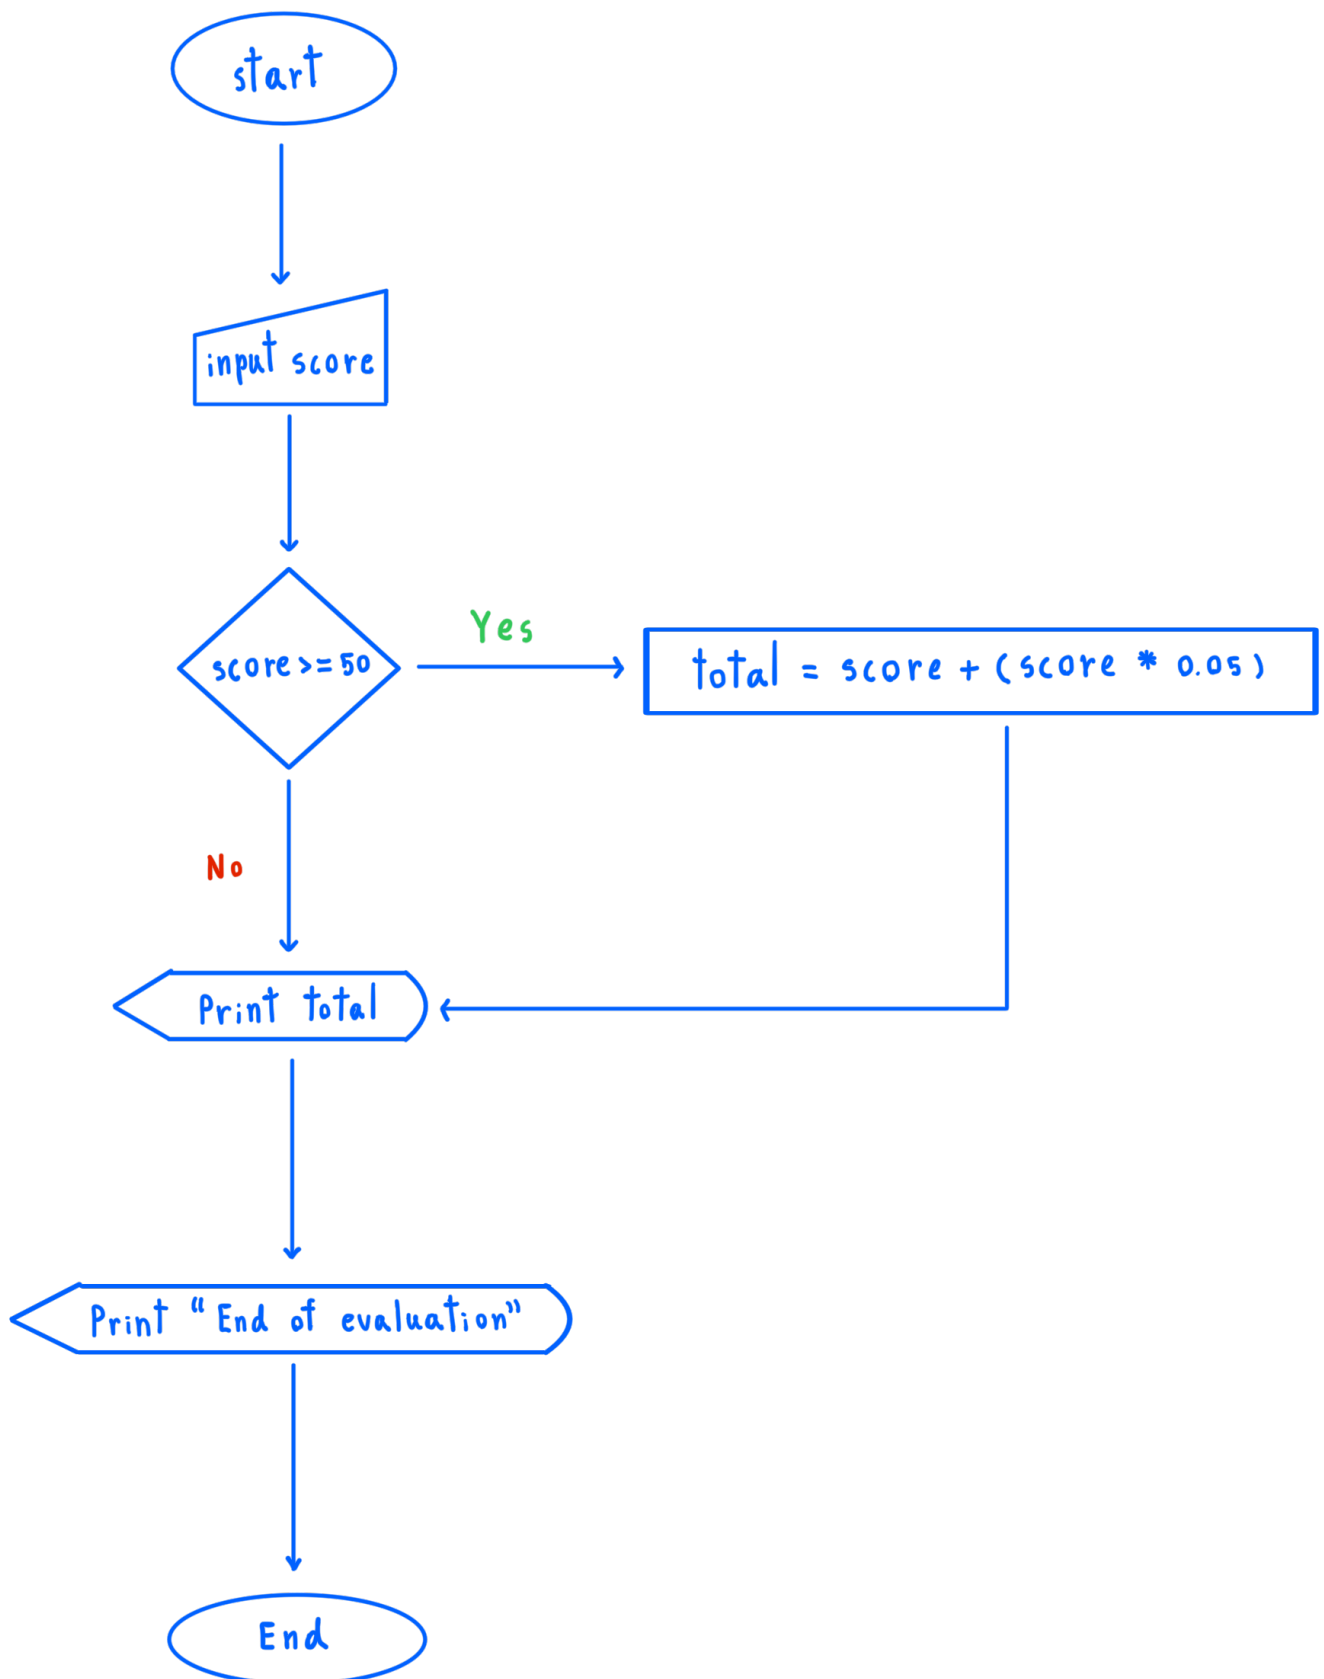 start
input score
score>=50
Yes
total = score + (score * 0.05)
No
Print total
Print “End of evaluation”
End